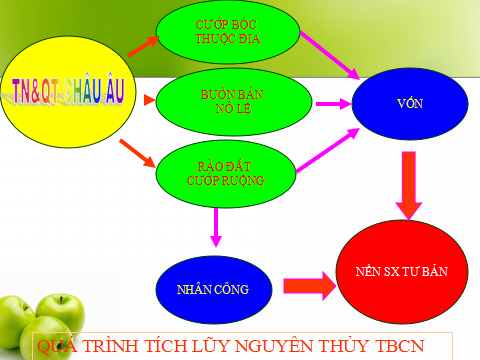 CƯỚP BÓC
THUỘC ĐỊA
TN&QT CHÂU ÂU
BUÔN BÁN
NÔ LỆ
VỐN
RÀO ĐẤT
CƯỚP RUỘNG
NHÂN CÔNG
NỀN SX TƯ BẢN
QUÁ TRÌNH TÍCH LŨY NGUYÊN THỦY TBCN